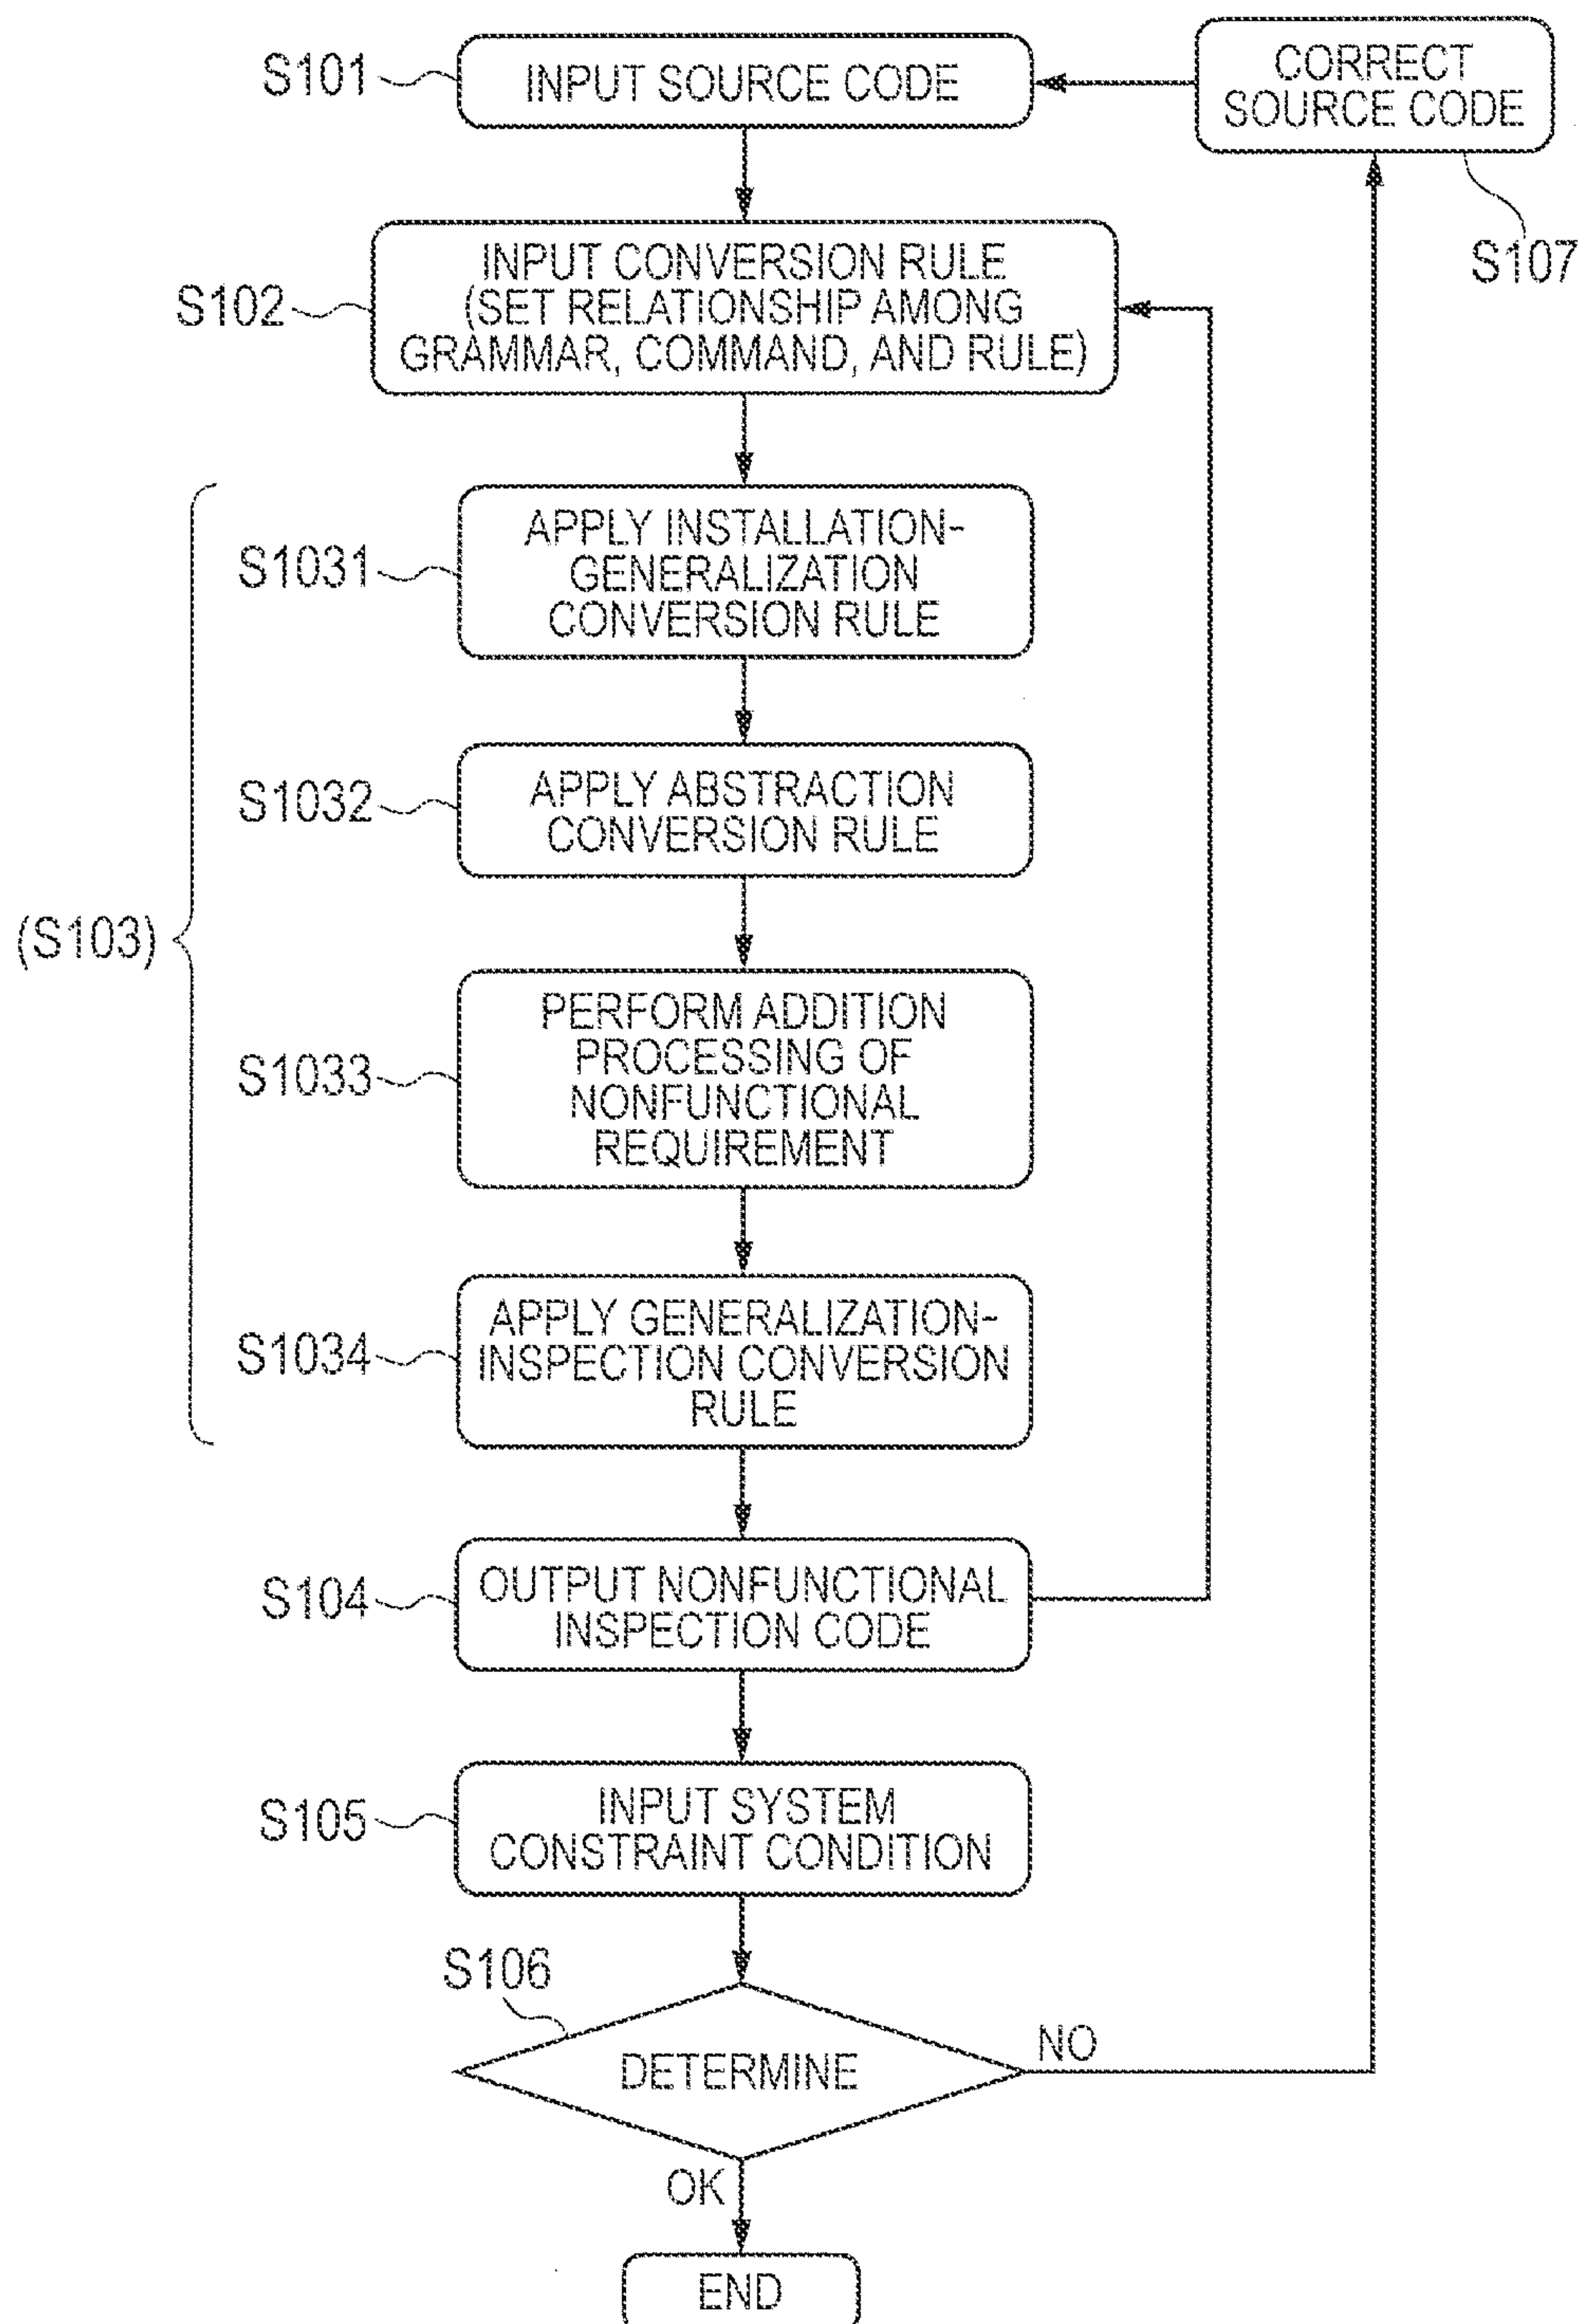 S101
INPUT SOURCE CODE
CORRECT
SOURCE CODE
S107
S102
INPUT CONVERSION RULE
(SET RELATIONSHIP AMONG
GRAMMAR, COMMAND, AND RULE)
(S103)
S1031
APPLY INSTALLATION-
GENERALIZATION
CONVERSION RULE
S1032
APPLY ABSTRACTION
CONVERSION RULE
S1033
PERFORM ADDITION
PROCESSING OF
NONFUNCTIONAL
REQUIREMENT
S1034
APPLY GENERALIZATION-
INSPECTION CONVERSION
RULE
S104
OUTPUT NONFUNCTIONAL
INSPECTION CODE
S105
INPUT SYSTEM
CONSTRAINT CONDITION
S106
DETERMINE
NO
OK
END